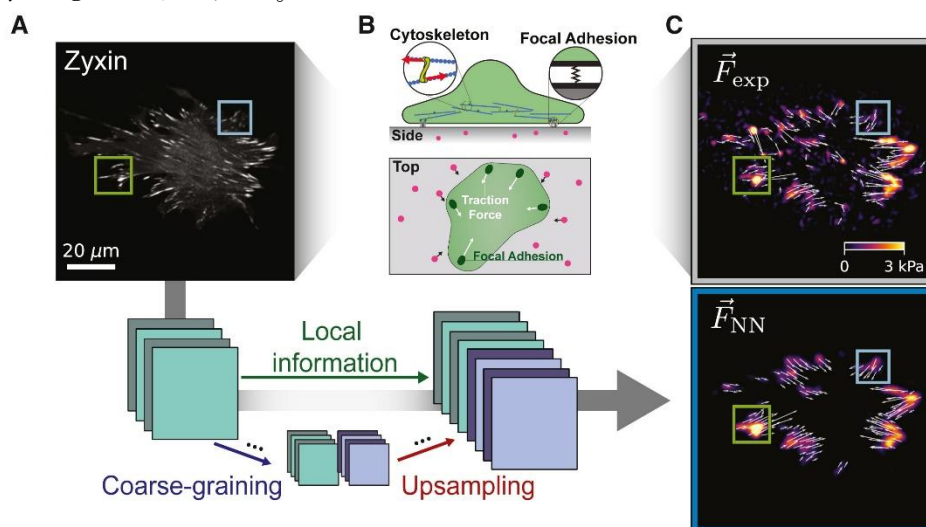 A
B
C
Zyxin
20 µm
Cytoskeleton
Focal Adhesion
Side
Top
Traction
Force
Focal Adhesion
F⃗exp
0
3 kPa
F⃗NN
Local
information
Coarse-graining
Upsampling